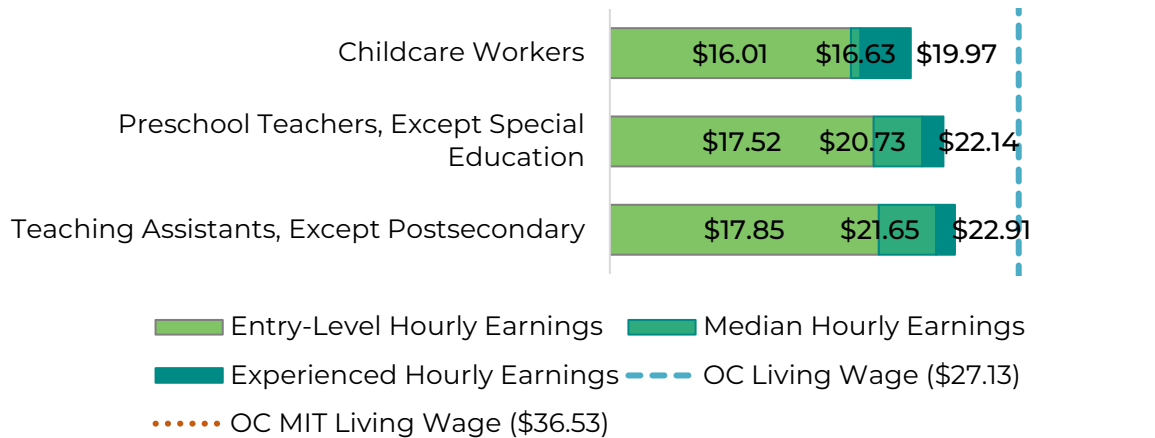 Childcare Workers
$16.01 $16.63 $19.97
Preschool Teachers, Except Special
Education
$17.52 $20.73 $22.14
Teaching Assistants, Except Postsecondary
$17.85 $21.65 $22.91
Entry-Level Hourly Earnings
Median Hourly Earnings
Experienced Hourly Earnings
OC Living Wage ($27.13)
OC MIT Living Wage ($36.53)